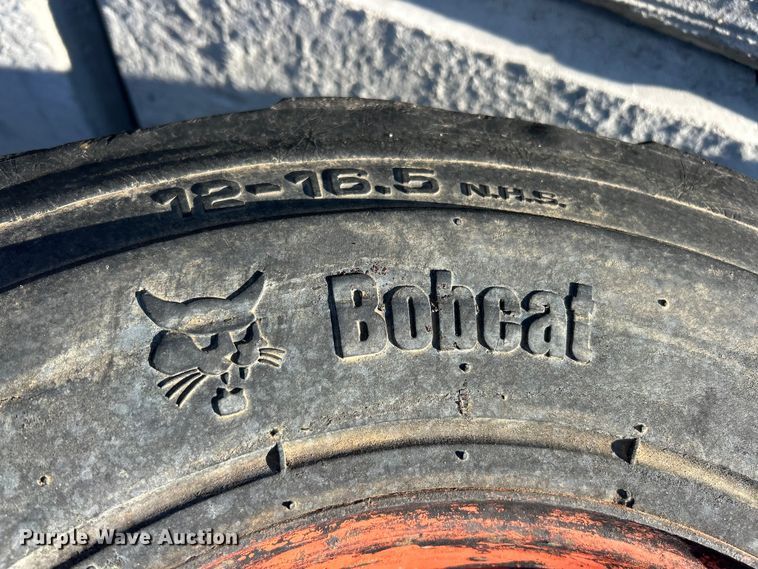 12-16.5 N.H.S.
Bobcat
Purple Wave Auction